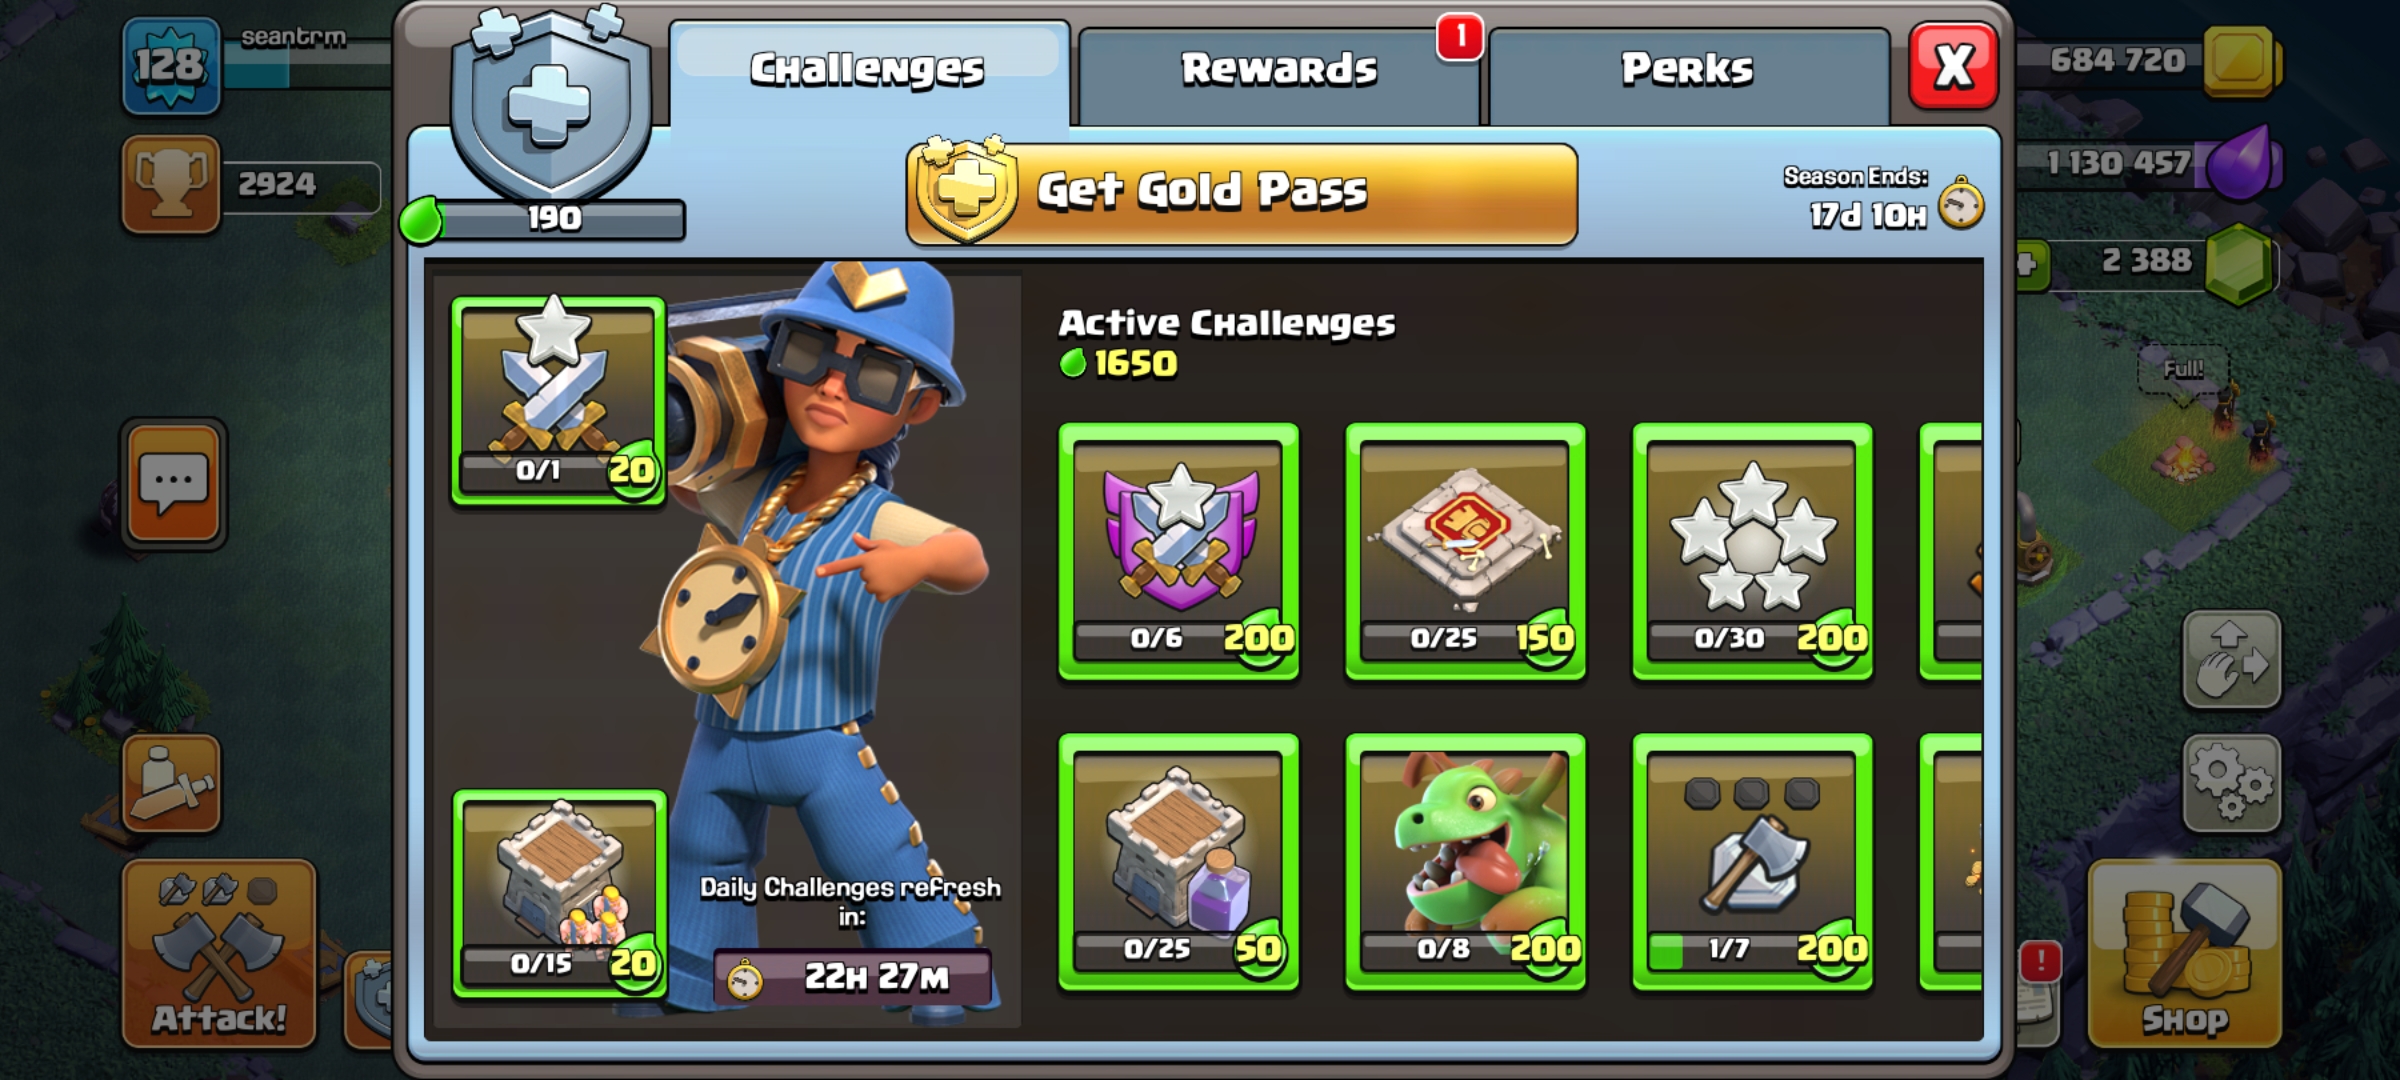 128
seantrm
Challenges
Rewards
1
Perks
X
684 720
2924
1 130 457
190
Get Gold Pass
Season Ends:
17d 10H
2 388
Active Challenges
1650
Full!
0/1
20
0/6
200
0/25
150
0/30
200
0/15
20
Daily Challenges refresh
in:
22H 27M
0/25
50
0/8
200
1/7
200
!
Attack!
Shop